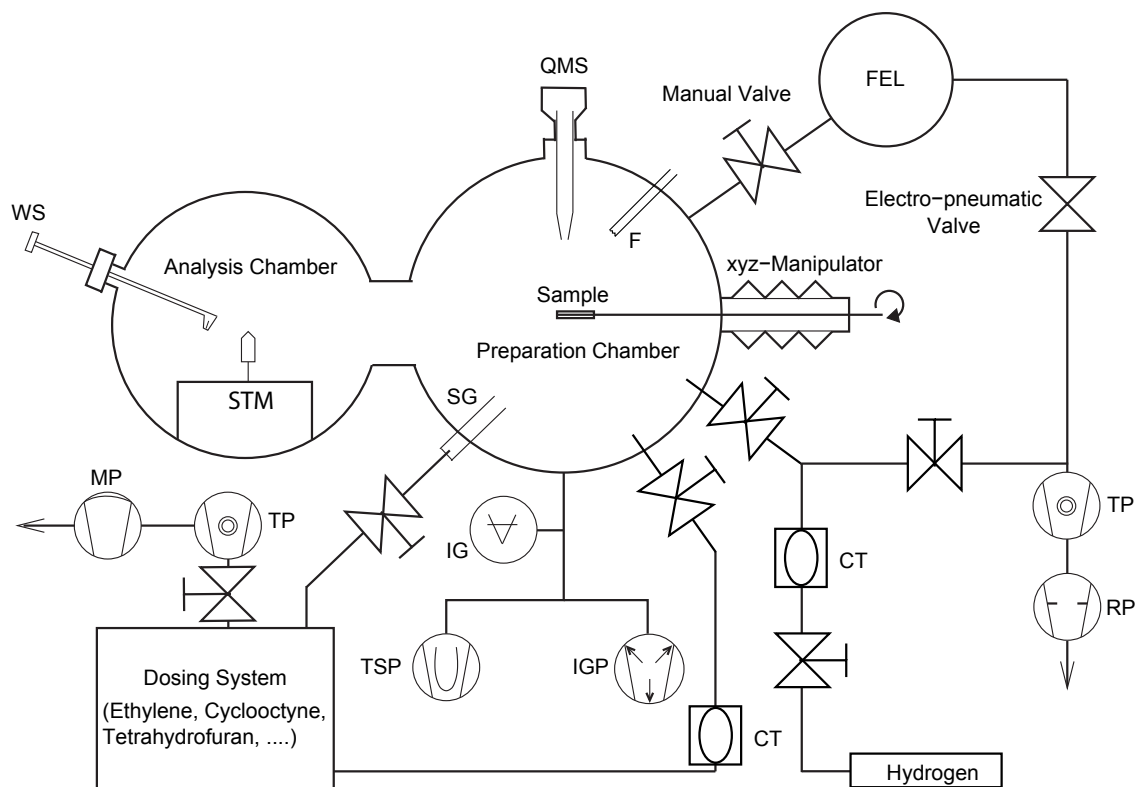 QMS
FEL
Manual Valve
WS
F
Electro−pneumatic
Valve
Analysis Chamber
xyz−Manipulator
Sample
Preparation Chamber
STM
SG
MP
TP
IG
CT
TP
RP
TSP
IGP
Dosing System
(Ethylene, Cyclooctyne,
Tetrahydrofuran, ....)
CT
Hydrogen